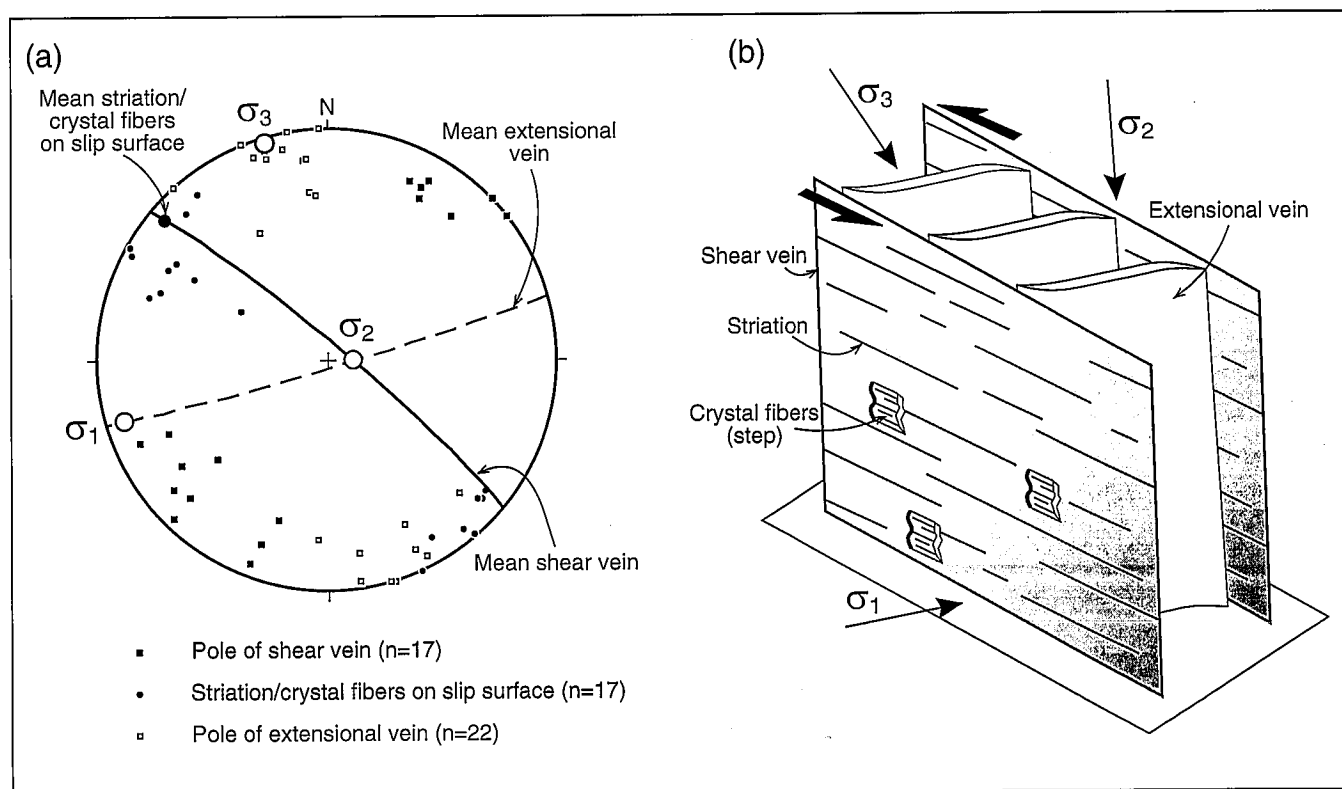 (a)
Mean striation/
crystal fibers
on slip surface
σ3
N
Mean extensional
vein
σ2
σ1
Mean shear vein
■ Pole of shear vein (n=17)
● Striation/crystal fibers on slip surface (n=17)
□ Pole of extensional vein (n=22)
(b)
σ3
σ2
Extensional vein
Shear vein
Striation
Crystal fibers
(step)
σ1